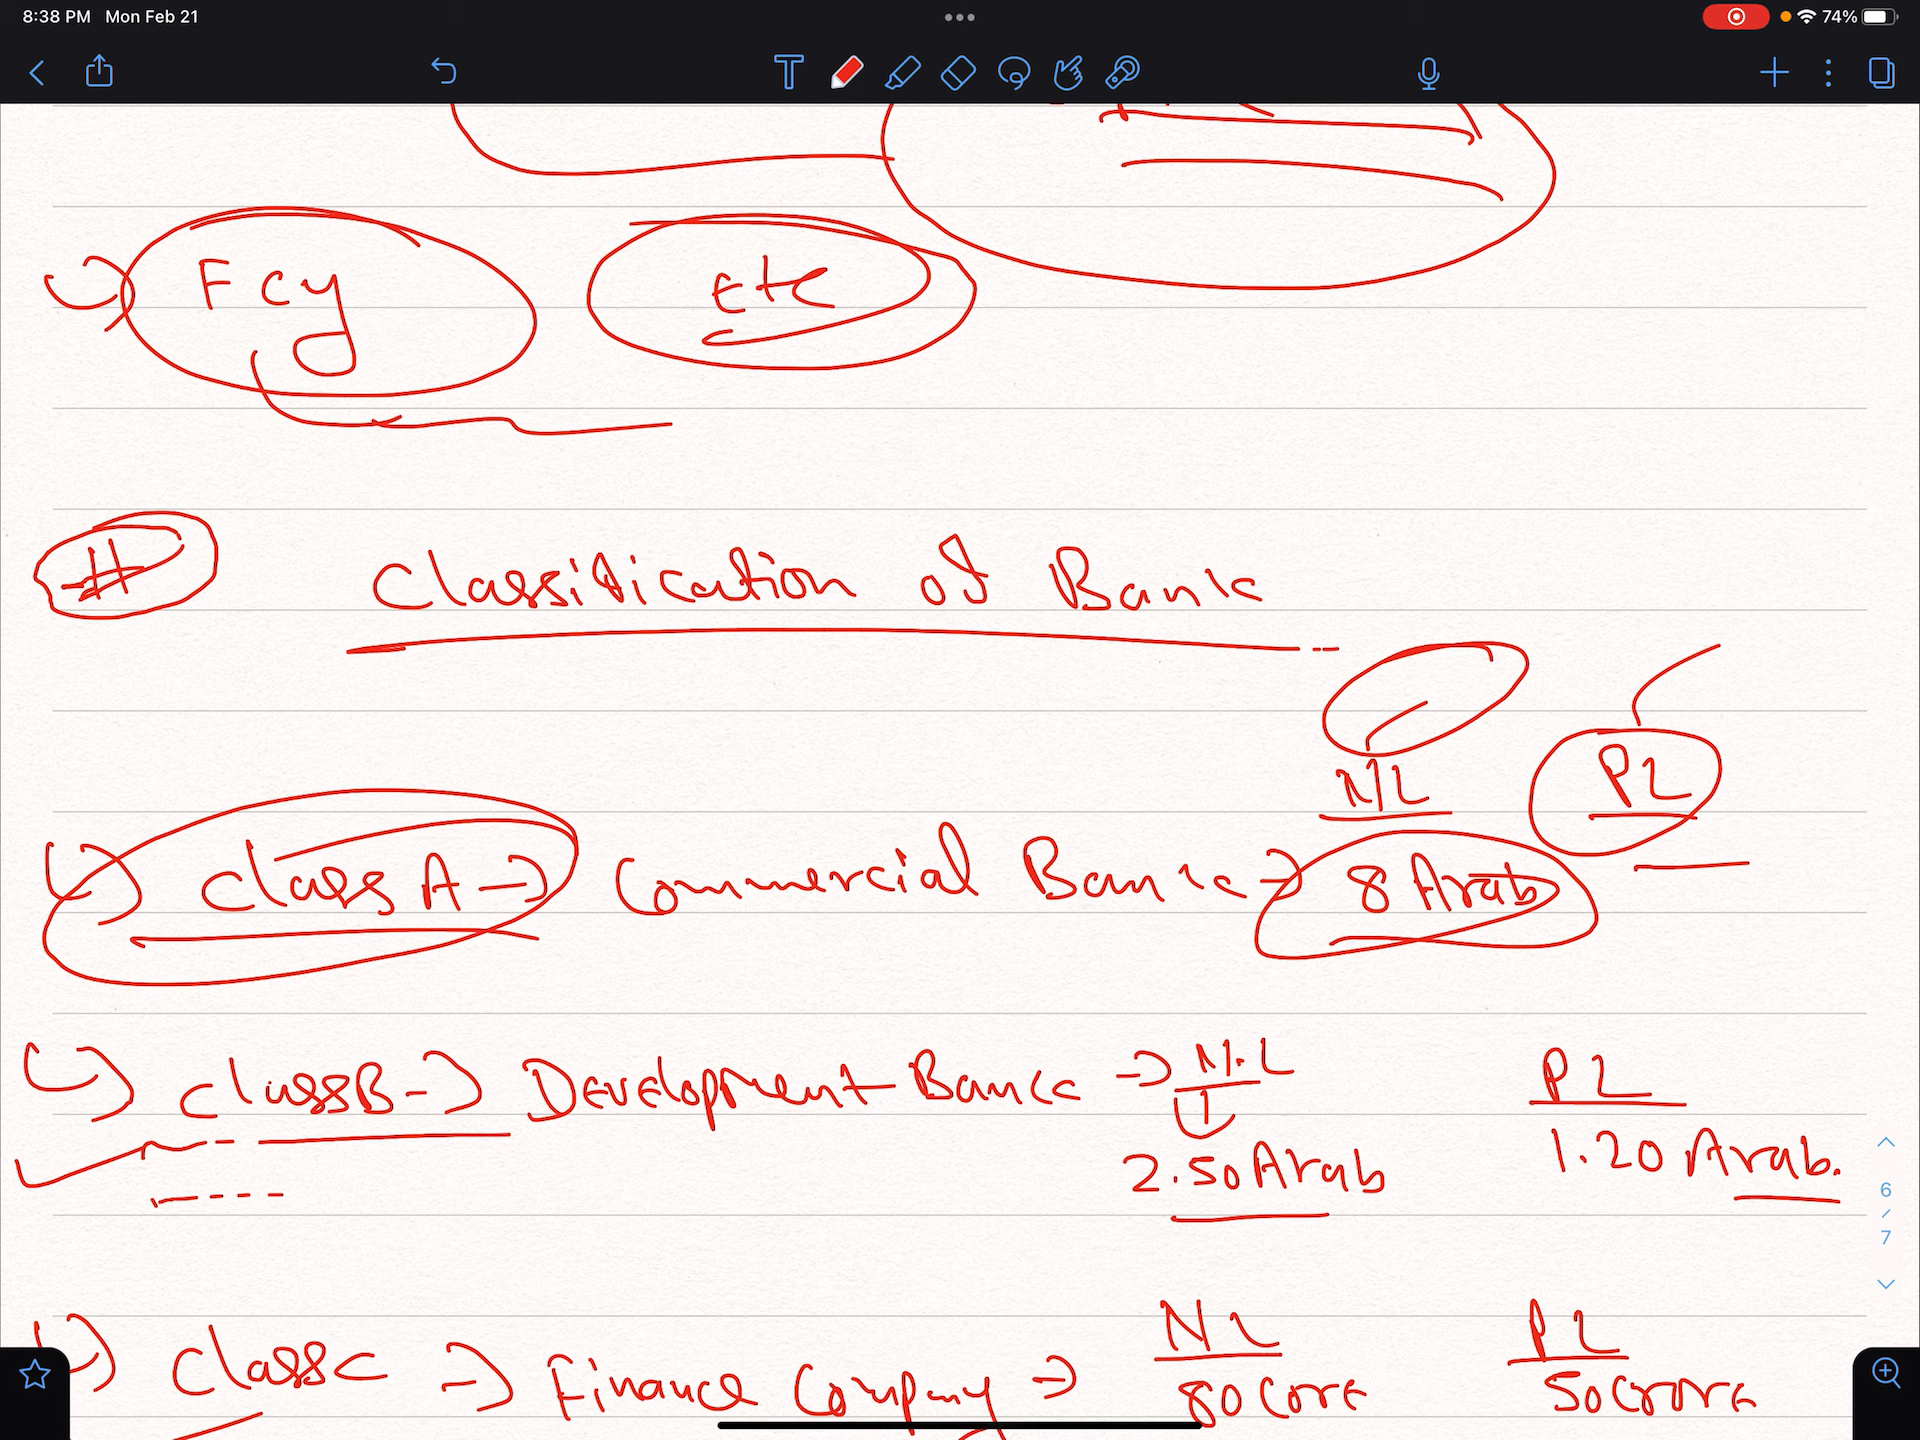 8:38 PM Mon Feb 21
74%
T
Fcy Etc
# Classification of Bank
N/L PL
Class A → Commercial Bank → 8 Arab
Class B → Development Bank → N.L PL
2.50 Arab 1.20 Arab.
6
/
7
NL PL
Class C → Finance Company → 80 Core 50 Crore